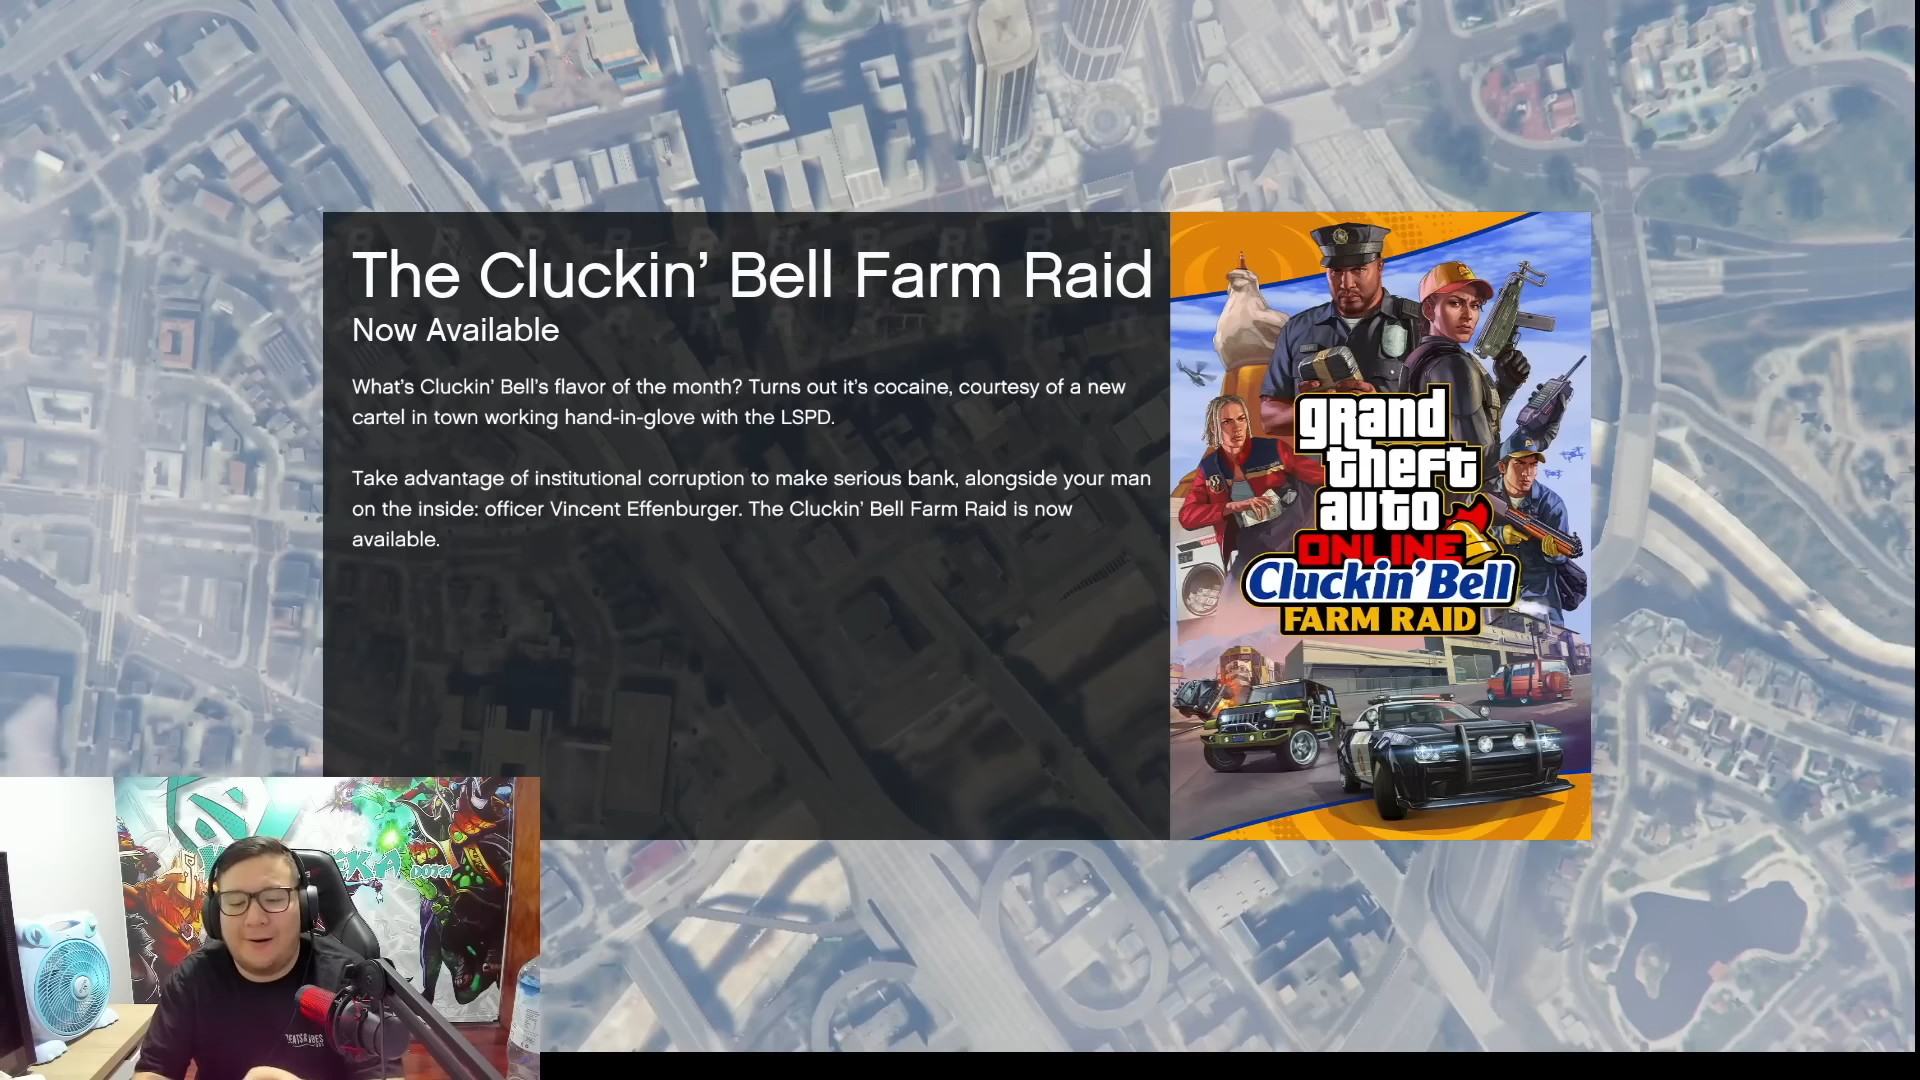 The Cluckin' Bell Farm Raid
Now Available
What's Cluckin' Bell's flavor of the month? Turns out it's cocaine, courtesy of a new
cartel in town working hand-in-glove with the LSPD.
Take advantage of institutional corruption to make serious bank, alongside your man
on the inside: officer Vincent Effenburger. The Cluckin' Bell Farm Raid is now
available.
grand
theft
auto
ONLINE
Cluckin' Bell
FARM RAID
DOTA